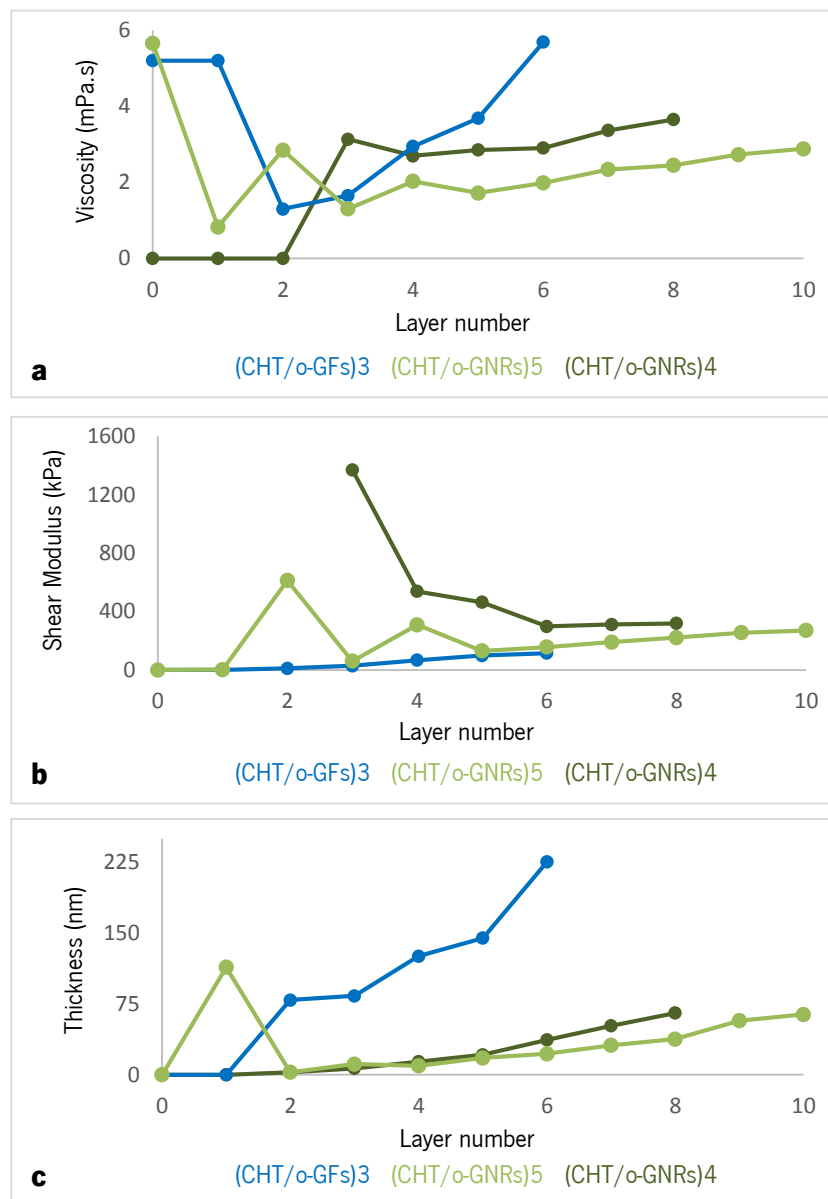 6
4
2
0
Viscosity (mPa.s)
0 2 4 6 8 10
Layer number
a (CHT/o-GFs)3 (CHT/o-GNRs)5 (CHT/o-GNRs)4
1600
1200
800
400
0
Shear Modulus (kPa)
0 2 4 6 8 10
Layer number
b (CHT/o-GFs)3 (CHT/o-GNRs)5 (CHT/o-GNRs)4
225
150
75
0
Thickness (nm)
0 2 4 6 8 10
Layer number
c (CHT/o-GFs)3 (CHT/o-GNRs)5 (CHT/o-GNRs)4